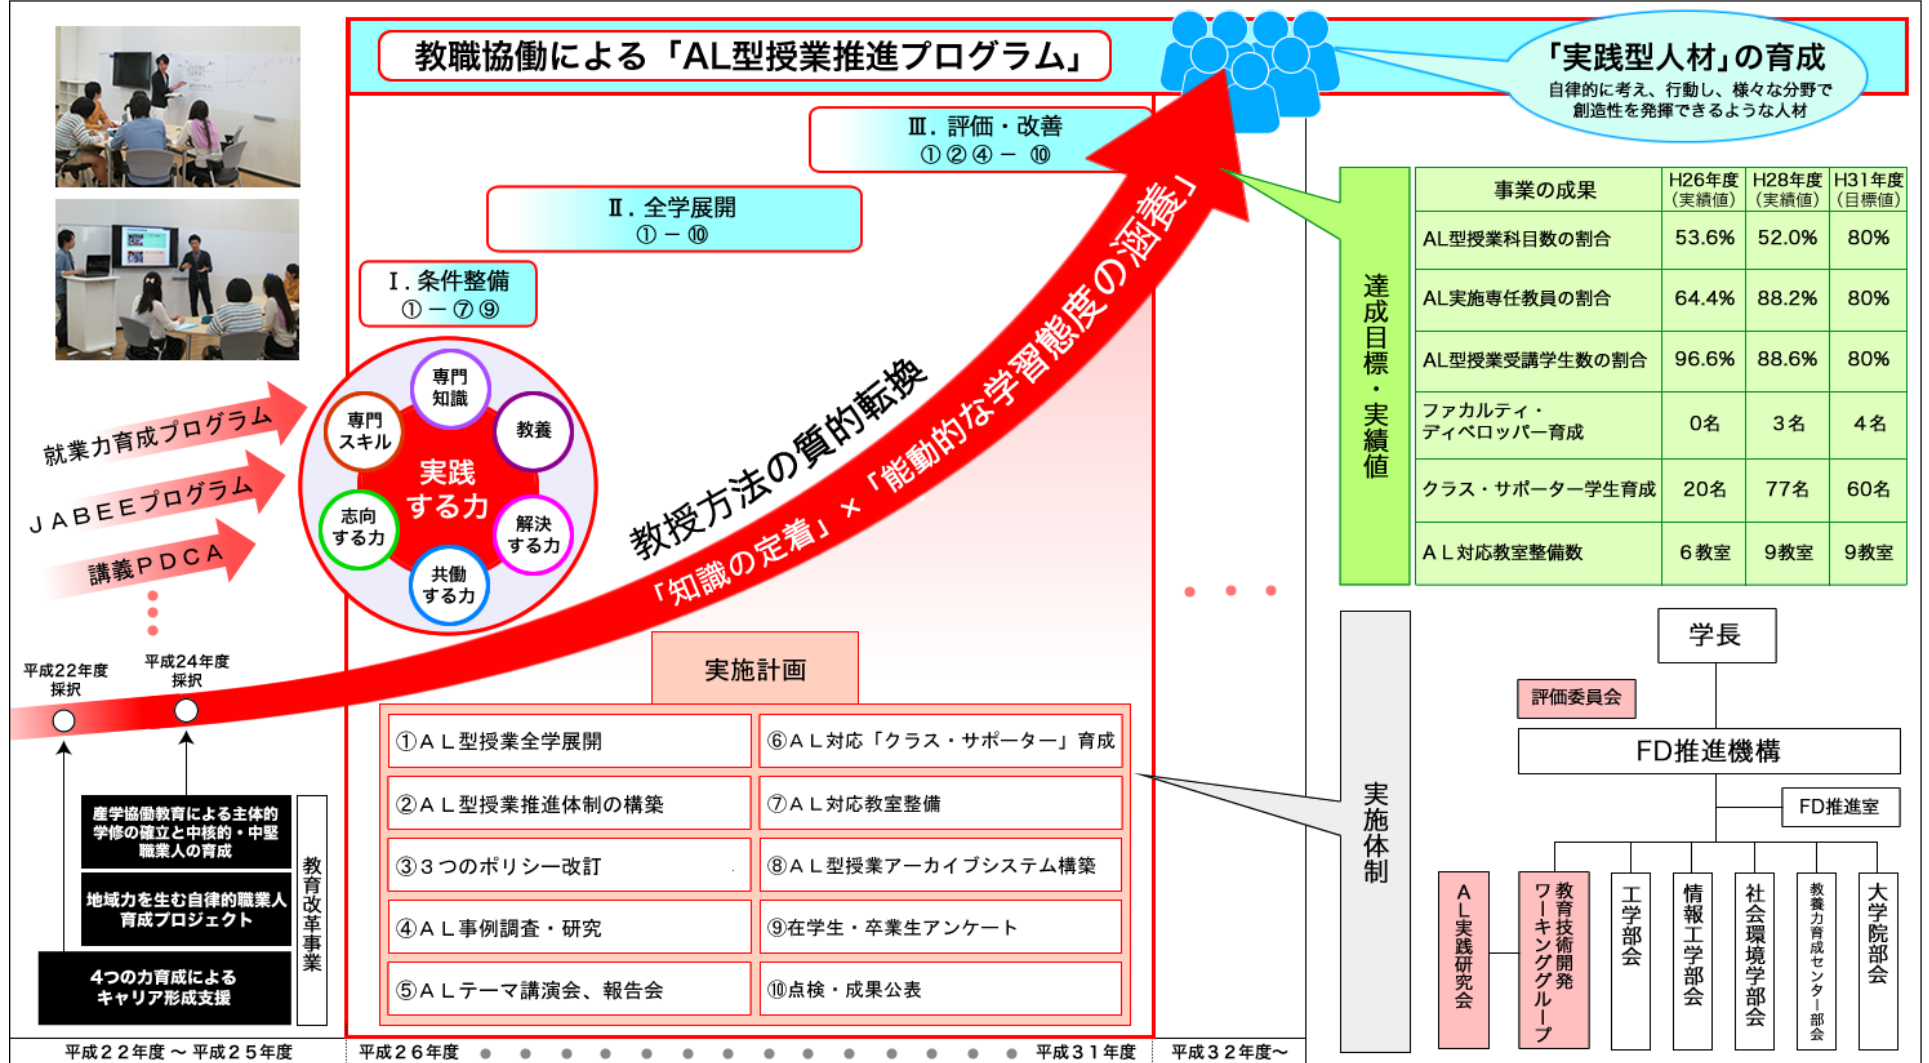 教職協働による「AL型授業推進プログラム」
「実践型人材」の育成
自律的に考え、行動し、様々な分野で
創造性を発揮できるような人材
Ⅲ. 評価・改善
①②④ー ⑩
Ⅱ. 全学展開
①ー⑩
Ⅰ. 条件整備
①ー⑦⑨
専門
知識
専門
スキル
教養
実践
する力
志向
する力
解決
する力
共働
する力
就業力育成プログラム
JABEEプログラム
講義PDCA
教授方法の質的転換
「知識の定着」×「能動的な学習態度の涵養」
平成22年度
採択
平成24年度
採択
産学協働教育による主体的
学修の確立と中核的・中堅
職業人の育成
地域力を生む自律的職業人
育成プロジェクト
4つの力育成による
キャリア形成支援
教育改革事業
実施計画
①AL型授業全学展開
②AL型授業推進体制の構築
③3つのポリシー改訂
④AL事例調査・研究
⑤ALテーマ講演会、報告会
⑥AL対応「クラス・サポーター」育成
⑦AL対応教室整備
⑧AL型授業アーカイブシステム構築
⑨在学生・卒業生アンケート
⑩点検・成果公表
平成22年度 ～ 平成25年度
平成26年度
平成31年度
平成32年度～
達成目標・実績値
事業の成果 H26年度(実績値) H28年度(実績値) H31年度(目標値)
AL型授業科目数の割合 53.6% 52.0% 80%
AL実施専任教員の割合 64.4% 88.2% 80%
AL型授業受講学生数の割合 96.6% 88.6% 80%
ファカルティ・
ディベロッパー育成 0名 3名 4名
クラス・サポーター学生育成 20名 77名 60名
AL対応教室整備数 6教室 9教室 9教室
実施体制
学長
評価委員会
FD推進機構
FD推進室
AL実践研究会
教育技術開発
ワーキンググループ
工学部会
情報工学部会
社会環境学部会
教養力育成センター部会
大学院部会